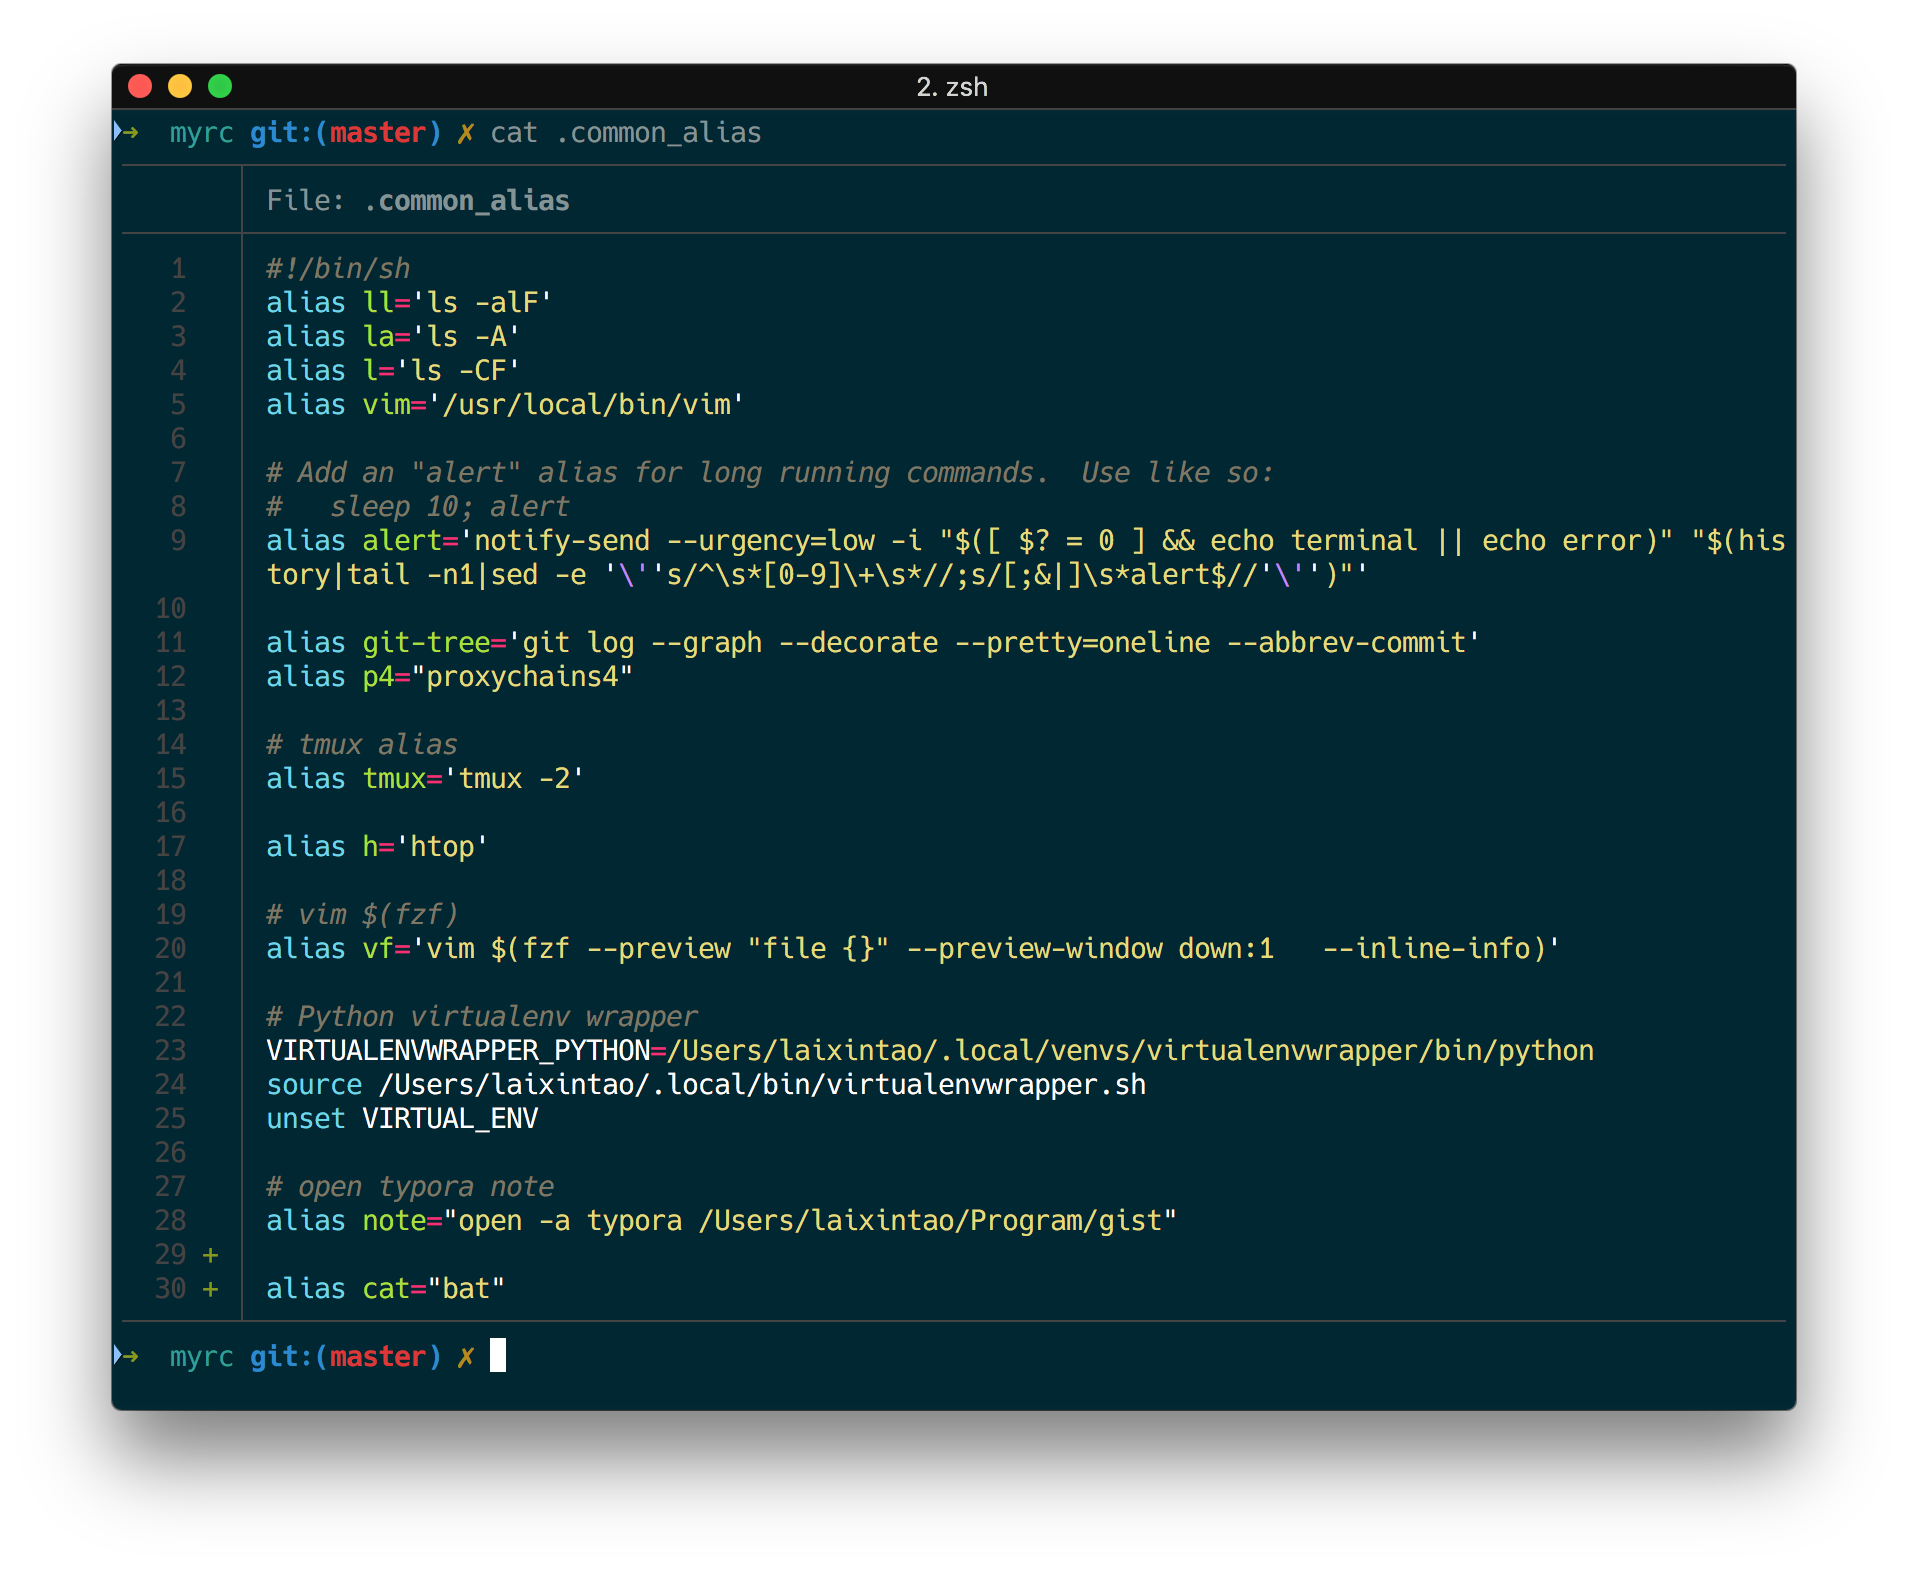 2. zsh
➜  myrc git:(master) ✗ cat .common_alias
File: .common_alias
1 #!/bin/sh
2 alias ll='ls -alF'
3 alias la='ls -A'
4 alias l='ls -CF'
5 alias vim='/usr/local/bin/vim'
6
7 # Add an "alert" alias for long running commands.  Use like so:
8 #   sleep 10; alert
9 alias alert='notify-send --urgency=low -i "$([ $? = 0 ] && echo terminal || echo error)" "$(his
tory|tail -n1|sed -e '\''s/^\s*[0-9]\+\s*//;s/[;&|]\s*alert$//'\'')"'
10
11 alias git-tree='git log --graph --decorate --pretty=oneline --abbrev-commit'
12 alias p4="proxychains4"
13
14 # tmux alias
15 alias tmux='tmux -2'
16
17 alias h='htop'
18
19 # vim $(fzf)
20 alias vf='vim $(fzf --preview "file {}" --preview-window down:1   --inline-info)'
21
22 # Python virtualenv wrapper
23 VIRTUALENVWRAPPER_PYTHON=/Users/laixintao/.local/venvs/virtualenvwrapper/bin/python
24 source /Users/laixintao/.local/bin/virtualenvwrapper.sh
25 unset VIRTUAL_ENV
26
27 # open typora note
28 alias note="open -a typora /Users/laixintao/Program/gist"
29 +
30 + alias cat="bat"
➜  myrc git:(master) ✗